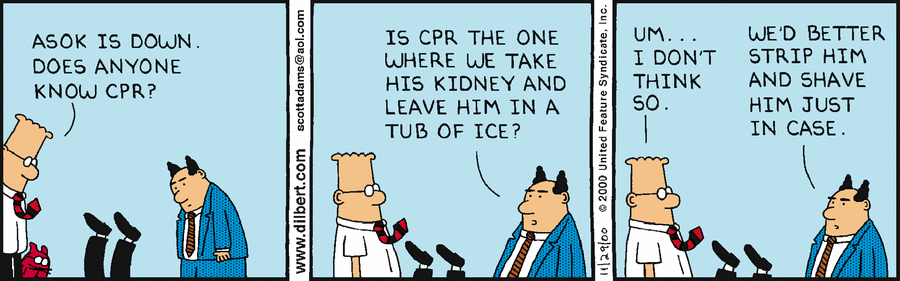 ASOK IS DOWN.
DOES ANYONE
KNOW CPR?
www.dilbert.com scottadams@aol.com
IS CPR THE ONE
WHERE WE TAKE
HIS KIDNEY AND
LEAVE HIM IN A
TUB OF ICE?
11/29/00 © 2000 United Feature Syndicate, Inc.
UM...
I DON'T
THINK
SO.
WE'D BETTER
STRIP HIM
AND SHAVE
HIM JUST
IN CASE.